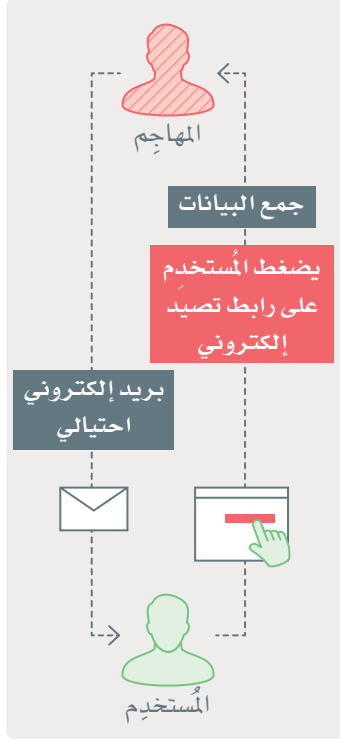 المهاجِم
جمع البيانات
يضغط المُستخدِم
على رابط تصيّد
إلكتروني
بريد إلكتروني
احتيالي
المُستخدِم